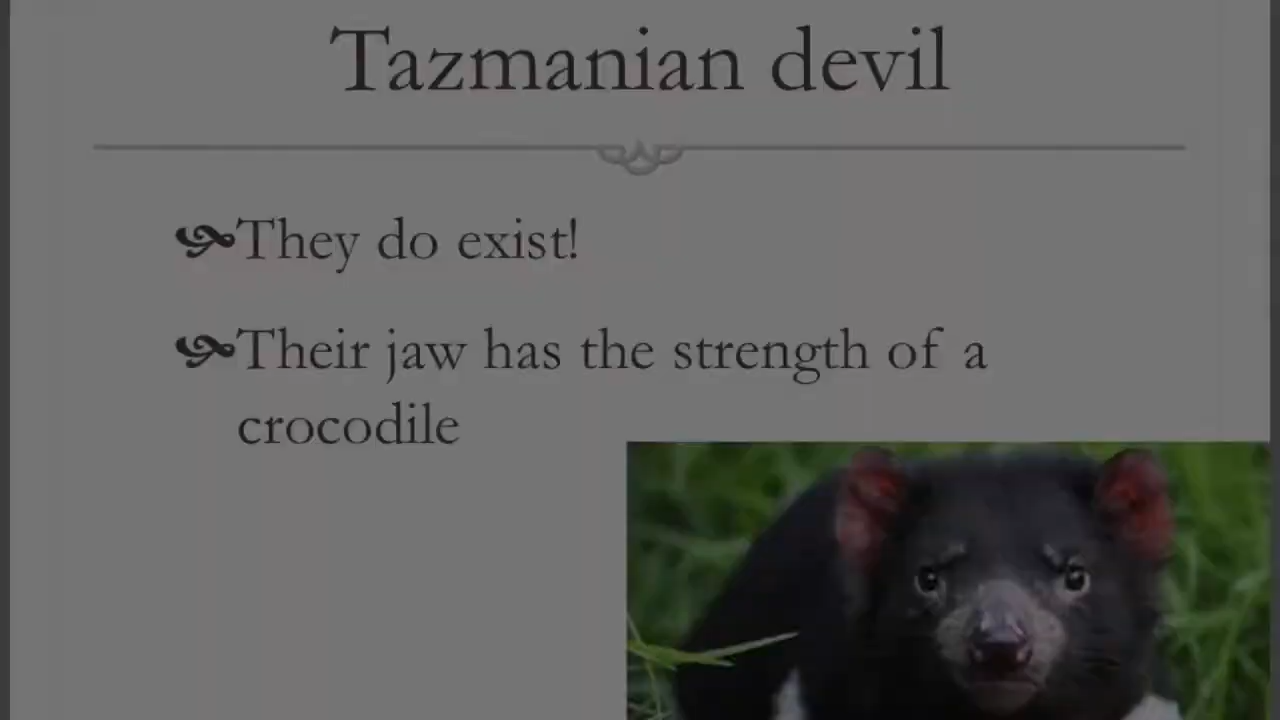 Tazmanian devil
They do exist!
Their jaw has the strength of a
crocodile